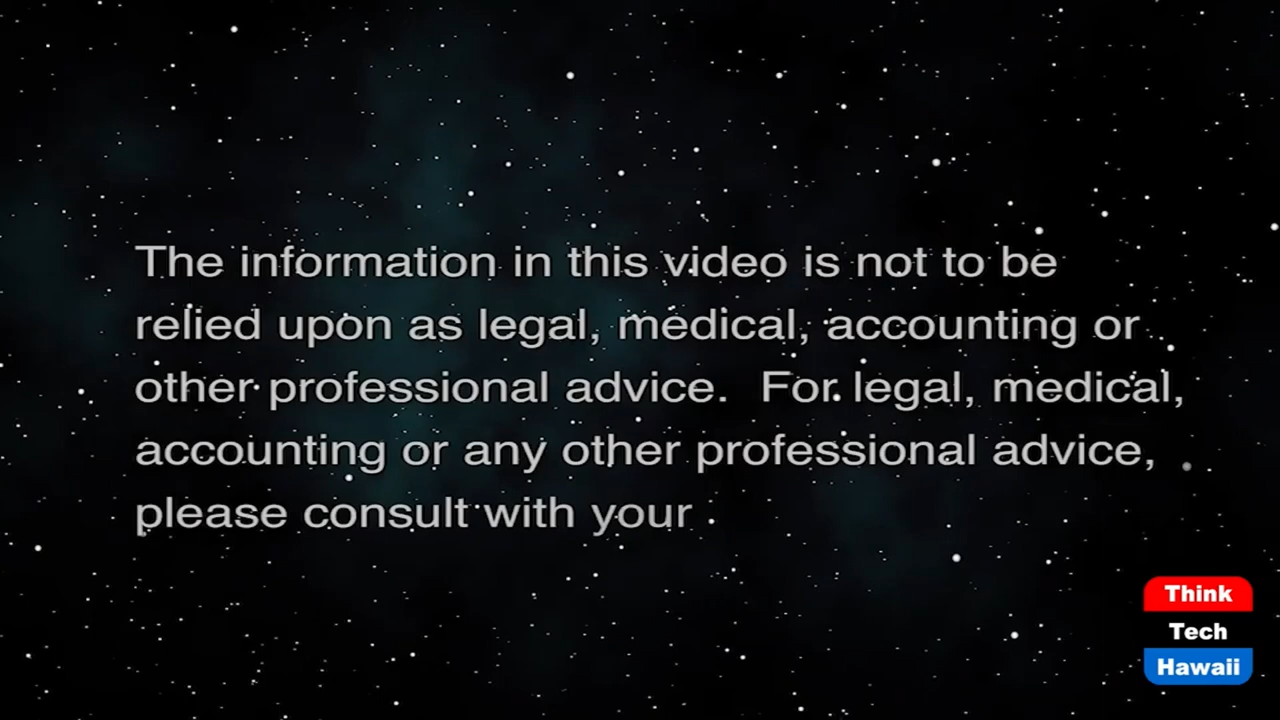 The information in this video is not to be
relied upon as legal, medical, accounting or
other professional advice.  For legal, medical,
accounting or any other professional advice,
please consult with your
Think
Tech
Hawaii